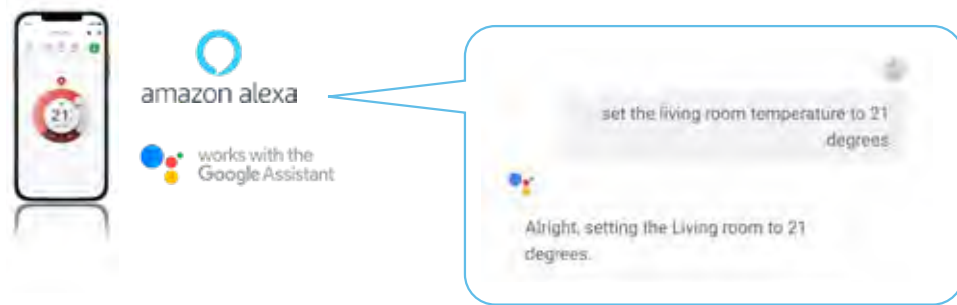 21
amazon alexa
works with the
Google Assistant
set the living room temperature to 21
degrees
Alright, setting the Living room to 21
degrees.